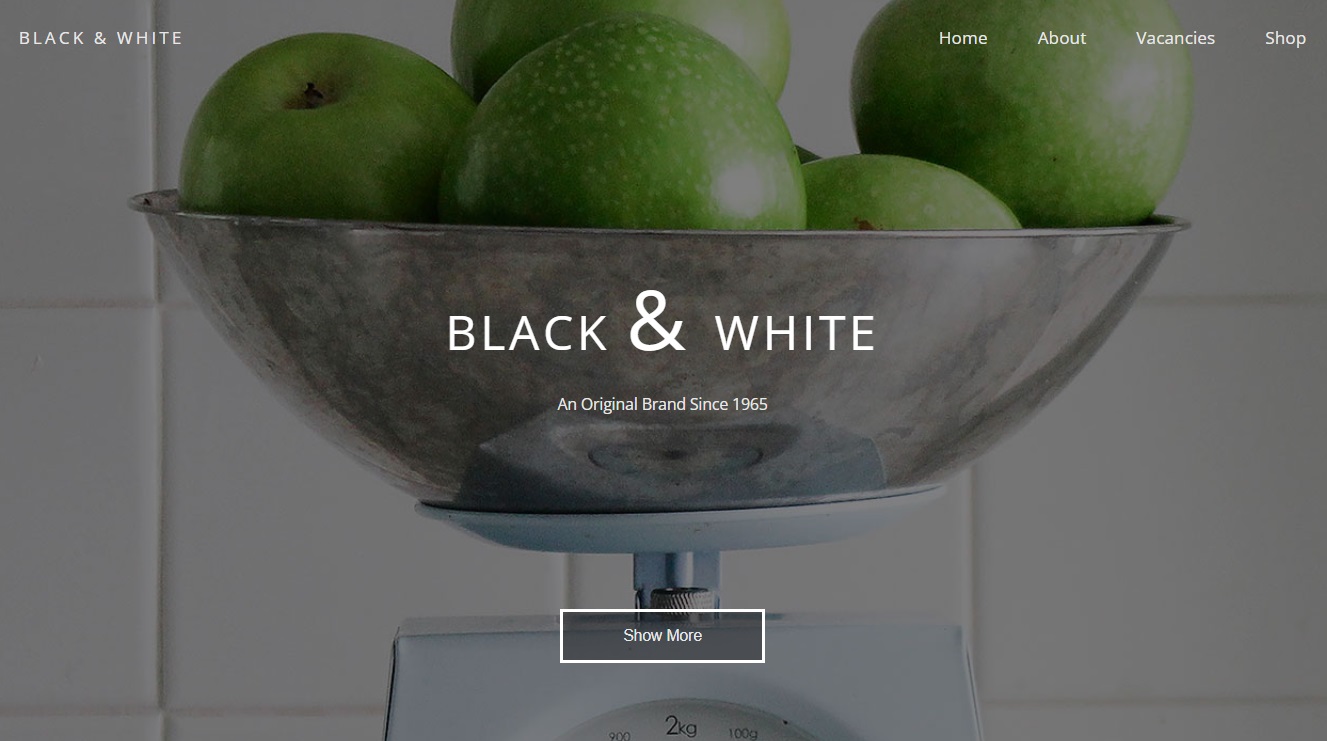 BLACK & WHITE
Home About Vacancies Shop
BLACK & WHITE
An Original Brand Since 1965
Show More
900 2kg 100g